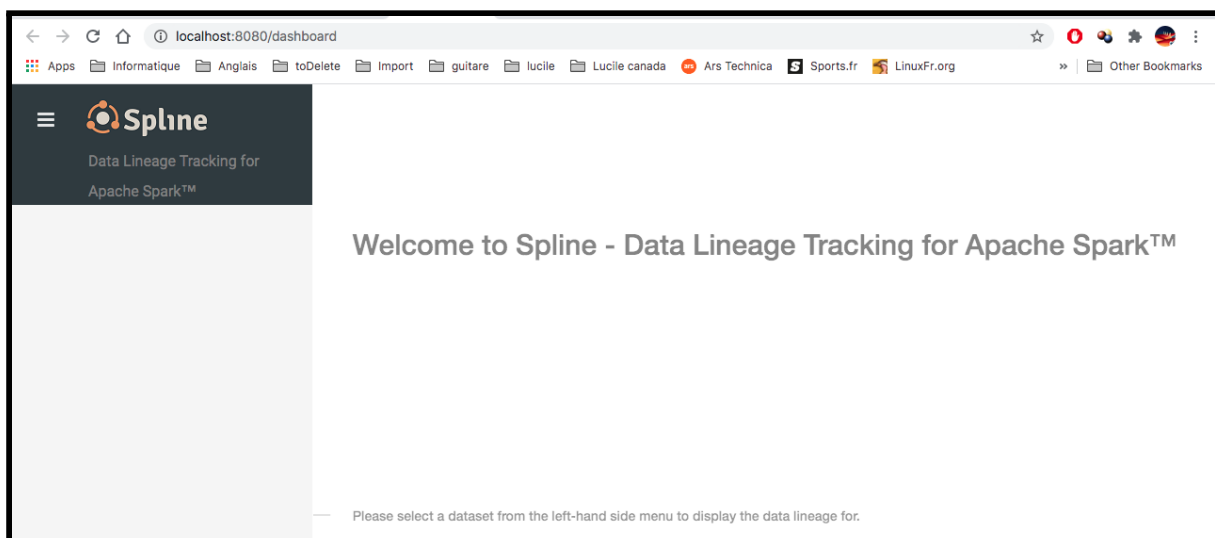 localhost:8080/dashboard
Apps Informatique Anglais toDelete Import guitare lucile Lucile canada ars Ars Technica S Sports.fr LinuxFr.org » Other Bookmarks
Spline
Data Lineage Tracking for
Apache Spark™
Welcome to Spline - Data Lineage Tracking for Apache Spark™
Please select a dataset from the left-hand side menu to display the data lineage for.